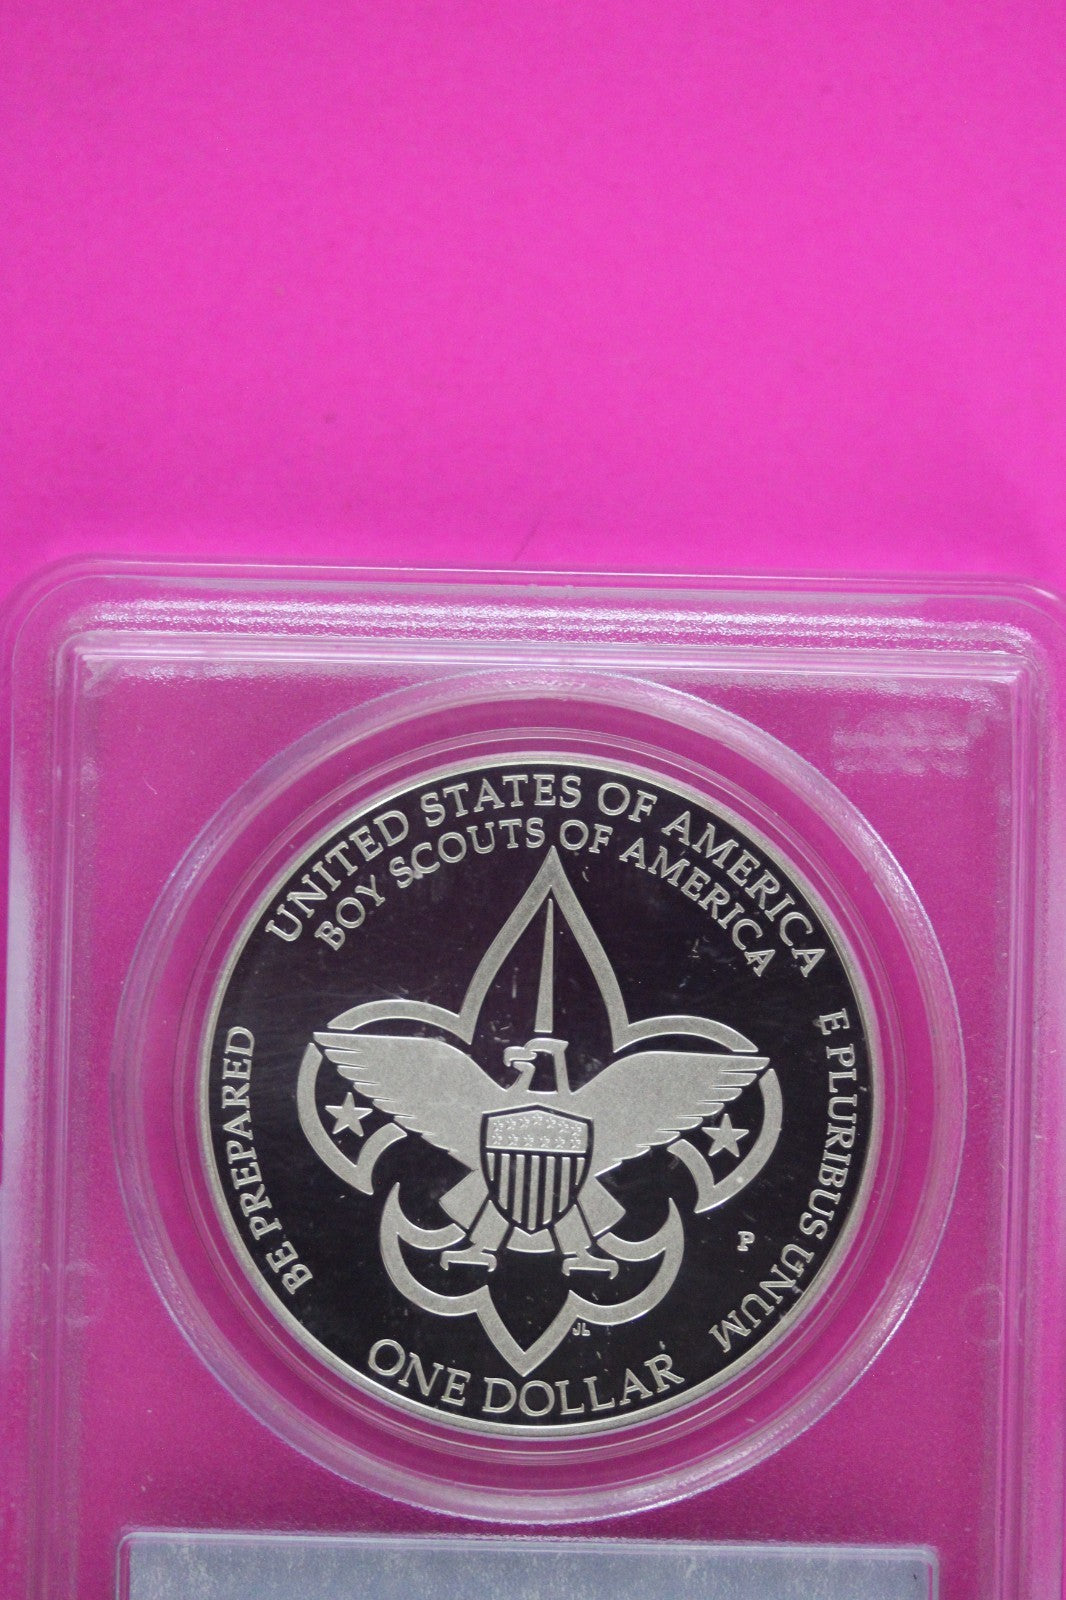 UNITED STATES OF AMERICA
BOY SCOUTS OF AMERICA
BE PREPARED
E PLURIBUS UNUM
P
JL
ONE DOLLAR